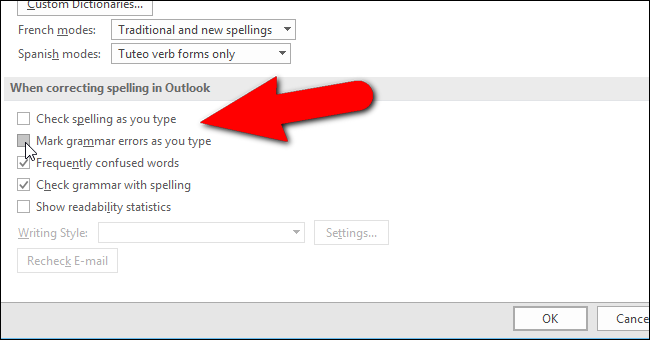 Custom Dictionaries...
French modes: Traditional and new spellings
Spanish modes: Tuteo verb forms only
When correcting spelling in Outlook
Check spelling as you type
Mark grammar errors as you type
Frequently confused words
Check grammar with spelling
Show readability statistics
Writing Style: Settings...
Recheck E-mail
OK Cance